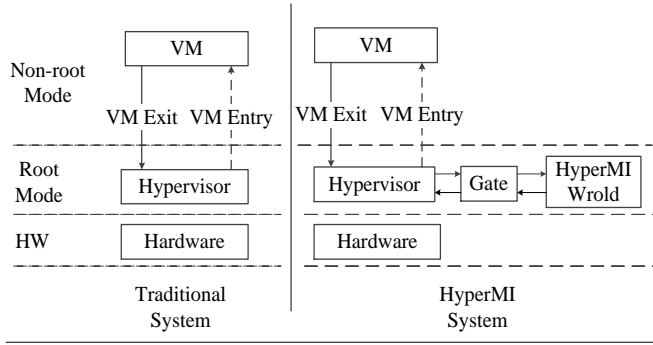 VM
VM
Non-root
Mode
VM Exit
VM Entry
VM Exit
VM Entry
Root
Mode
Hypervisor
Hypervisor
Gate
HyperMI
Wrold
HW
Hardware
Hardware
Traditional
System
HyperMI
System